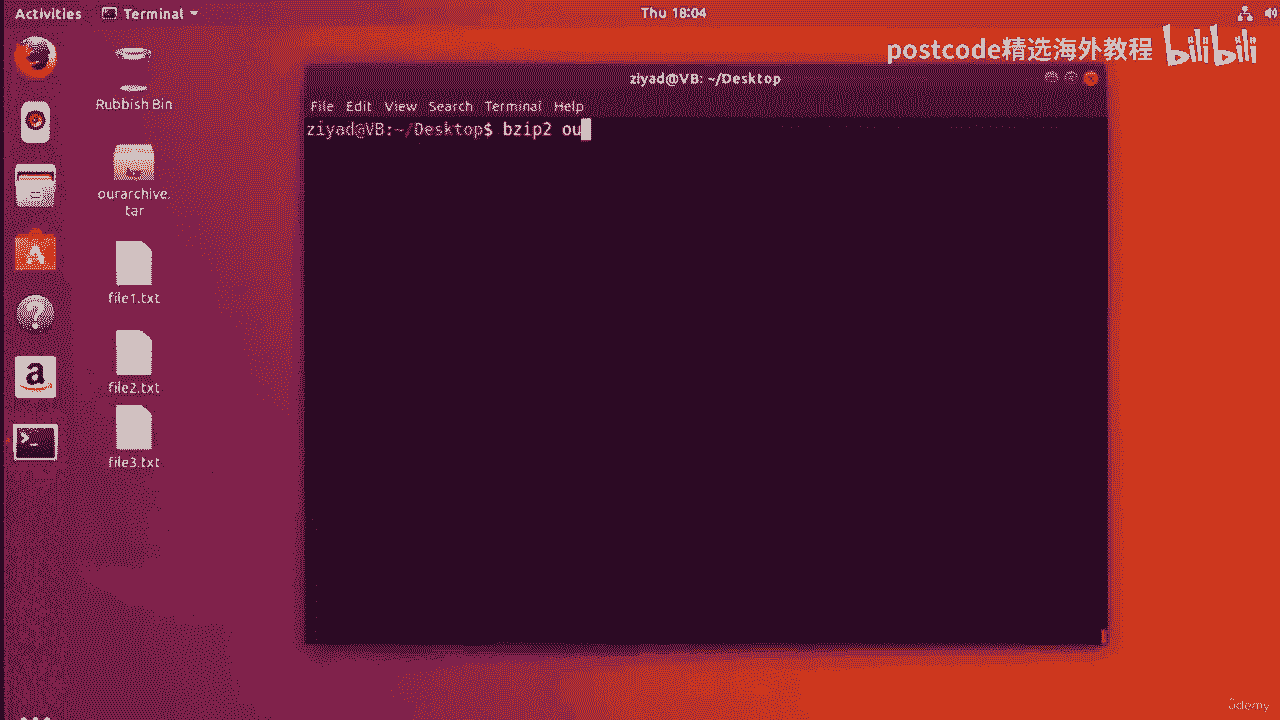 Activities Terminal Thu 18:04
postcode精选海外教程 bilibili
ziyad@VB: ~/Desktop
File Edit View Search Terminal Help
ziyad@VB:~/Desktop$ bzip2 ou
Rubbish Bin
ourarchive.
tar
file1.txt
file2.txt
file3.txt
ûdemy